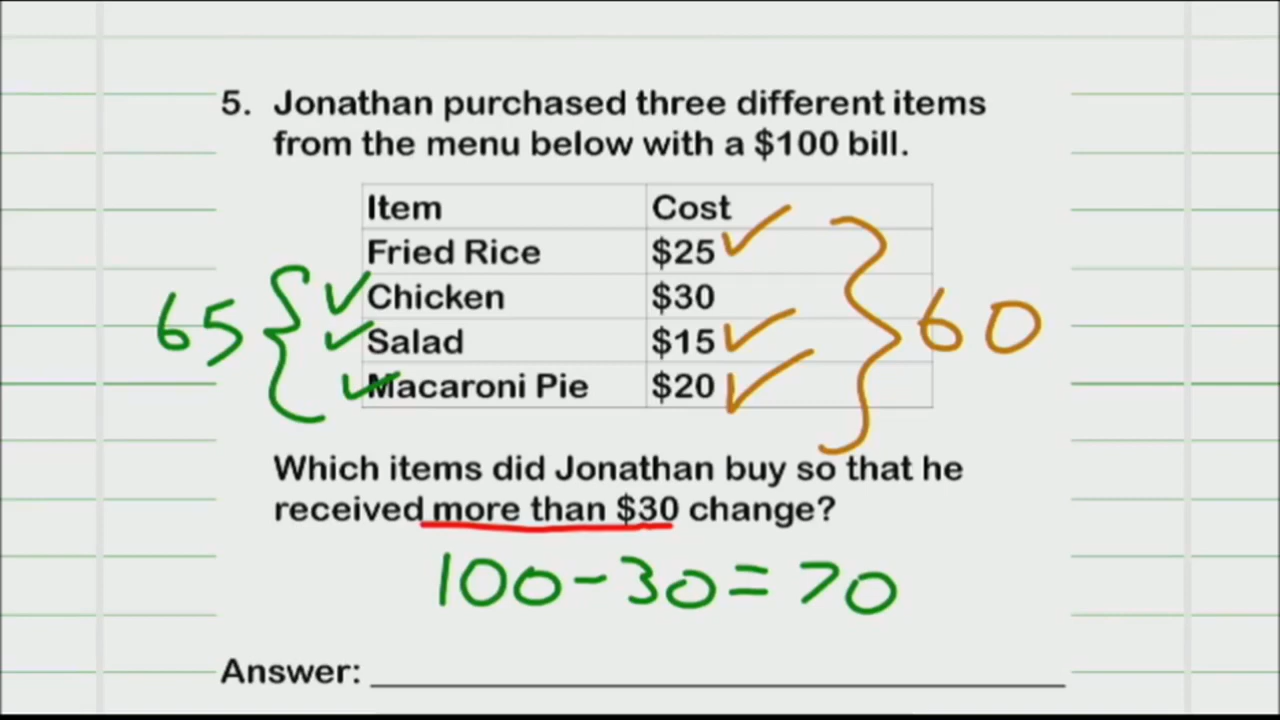 5. Jonathan purchased three different items
from the menu below with a $100 bill.
Item Cost
Fried Rice $25
Chicken $30
Salad $15
Macaroni Pie $20
65
60
Which items did Jonathan buy so that he
received more than $30 change?
100-30=70
Answer: